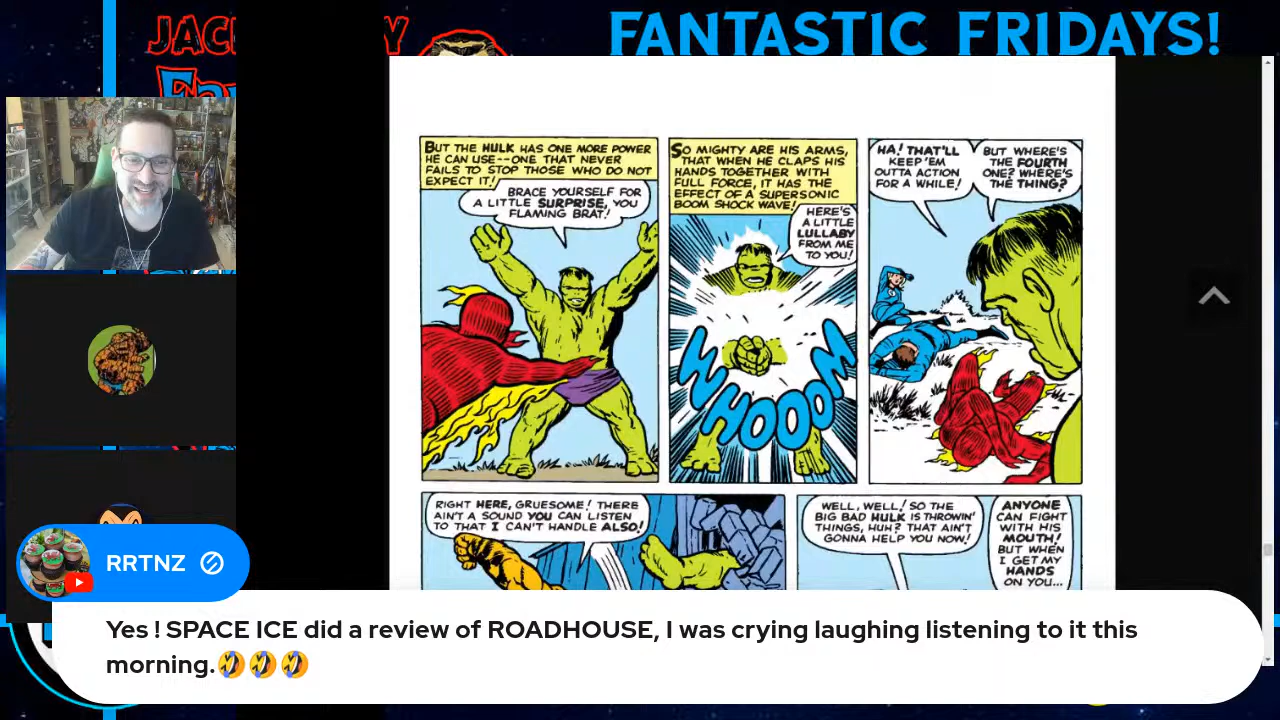 FANTASTIC FRIDAYS!
BUT THE HULK HAS ONE MORE POWER
HE CAN USE--ONE THAT NEVER
FAILS TO STOP THOSE WHO DO NOT
EXPECT IT!
BRACE YOURSELF FOR
A LITTLE SURPRISE, YOU
FLAMING BRAT!
SO MIGHTY ARE HIS ARMS,
THAT WHEN HE CLAPS HIS
HANDS TOGETHER WITH
FULL FORCE, IT HAS THE
EFFECT OF A SUPERSONIC
BOOM SHOCK WAVE!
HERE'S
A LITTLE
LULLABY
FROM ME
TO YOU!
WHOOOM
HA! THAT'LL
KEEP 'EM
OUTTA ACTION
FOR A WHILE!
BUT WHERE'S
THE FOURTH
ONE? WHERE'S
THE THING?
RIGHT HERE, GRUESOME! THERE
AIN'T A SOUND YOU CAN LISTEN
TO THAT I CAN'T HANDLE ALSO!
WELL, WELL! SO THE
BIG BAD HULK IS THROWIN'
THINGS, HUH? THAT AIN'T
GONNA HELP YOU NOW!
ANYONE
CAN FIGHT
WITH HIS
MOUTH!
BUT WHEN
I GET MY
HANDS
ON YOU...
RRTNZ
Yes ! SPACE ICE did a review of ROADHOUSE, I was crying laughing listening to it this
morning.🤣🤣🤣